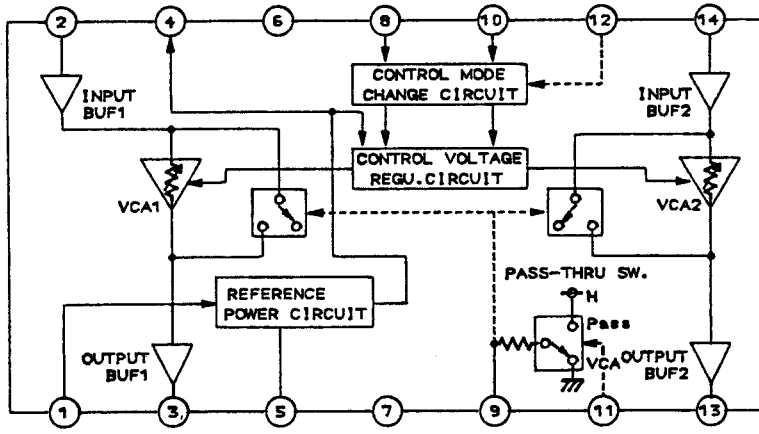 2 4 6 8 10 12 14
CONTROL MODE
CHANGE CIRCUIT
INPUT
BUF1
INPUT
BUF2
CONTROL VOLTAGE
REGU.CIRCUIT
VCA1
VCA2
PASS-THRU SW.
H
REFERENCE
POWER CIRCUIT
Pass
VCA
OUTPUT
BUF1
OUTPUT
BUF2
1 3 5 7 9 11 13